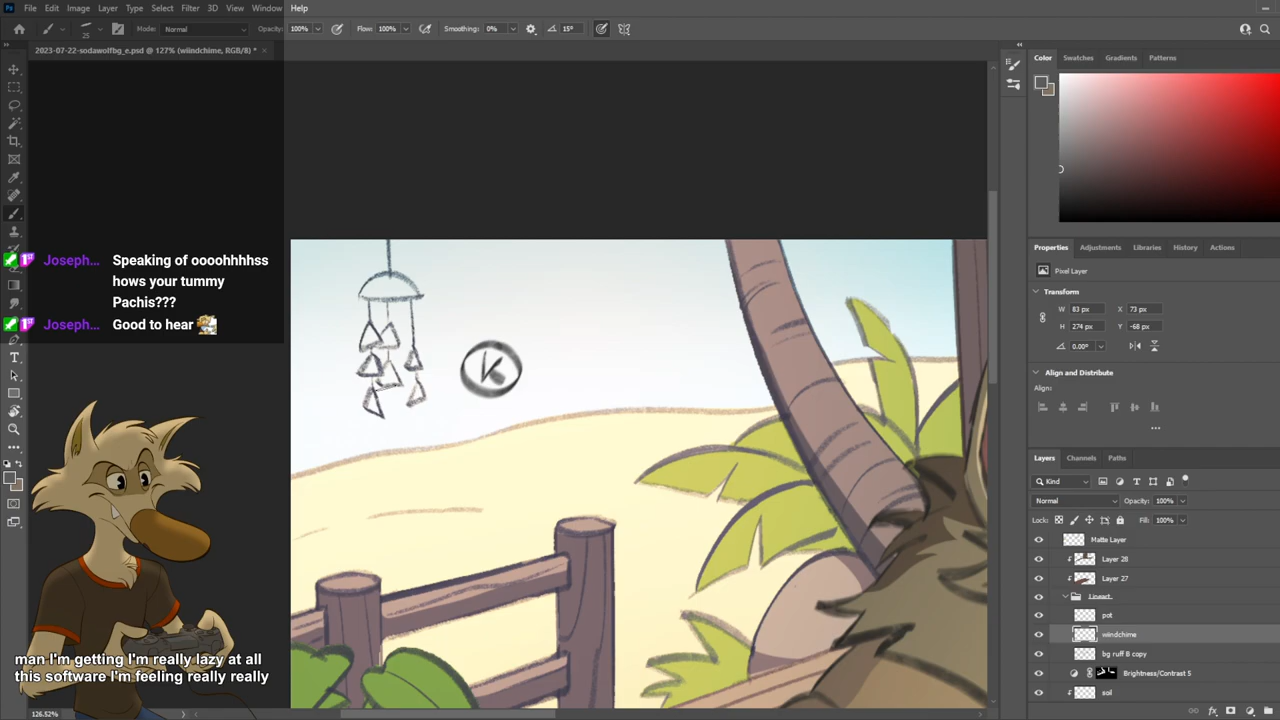 File Edit Image Layer Type Select Filter 3D View Window Help
25 Mode: Normal Opacity: 100% Flow: 100% Smoothing: 0% 15°
2023-07-22-sodawolfbg_e.psd @ 127% (wiindchime, RGB/8) *
Color Swatches Gradients Patterns
Properties Adjustments Libraries History Actions
Pixel Layer
Transform
W 83 px X 73 px
H 274 px Y -68 px
0.00°
Align and Distribute
Align:
Layers Channels Paths
Kind
Normal Opacity: 100%
Lock: Fill: 100%
Matte Layer
Layer 28
Layer 27
Lineart
pot
wiindchime
bg ruff B copy
Brightness/Contrast 5
soil
Joseph... Speaking of oooohhhhss
hows your tummy
Pachis???
Joseph... Good to hear
K
man I'm getting I'm really lazy at all
this software I'm feeling really really
126.52%